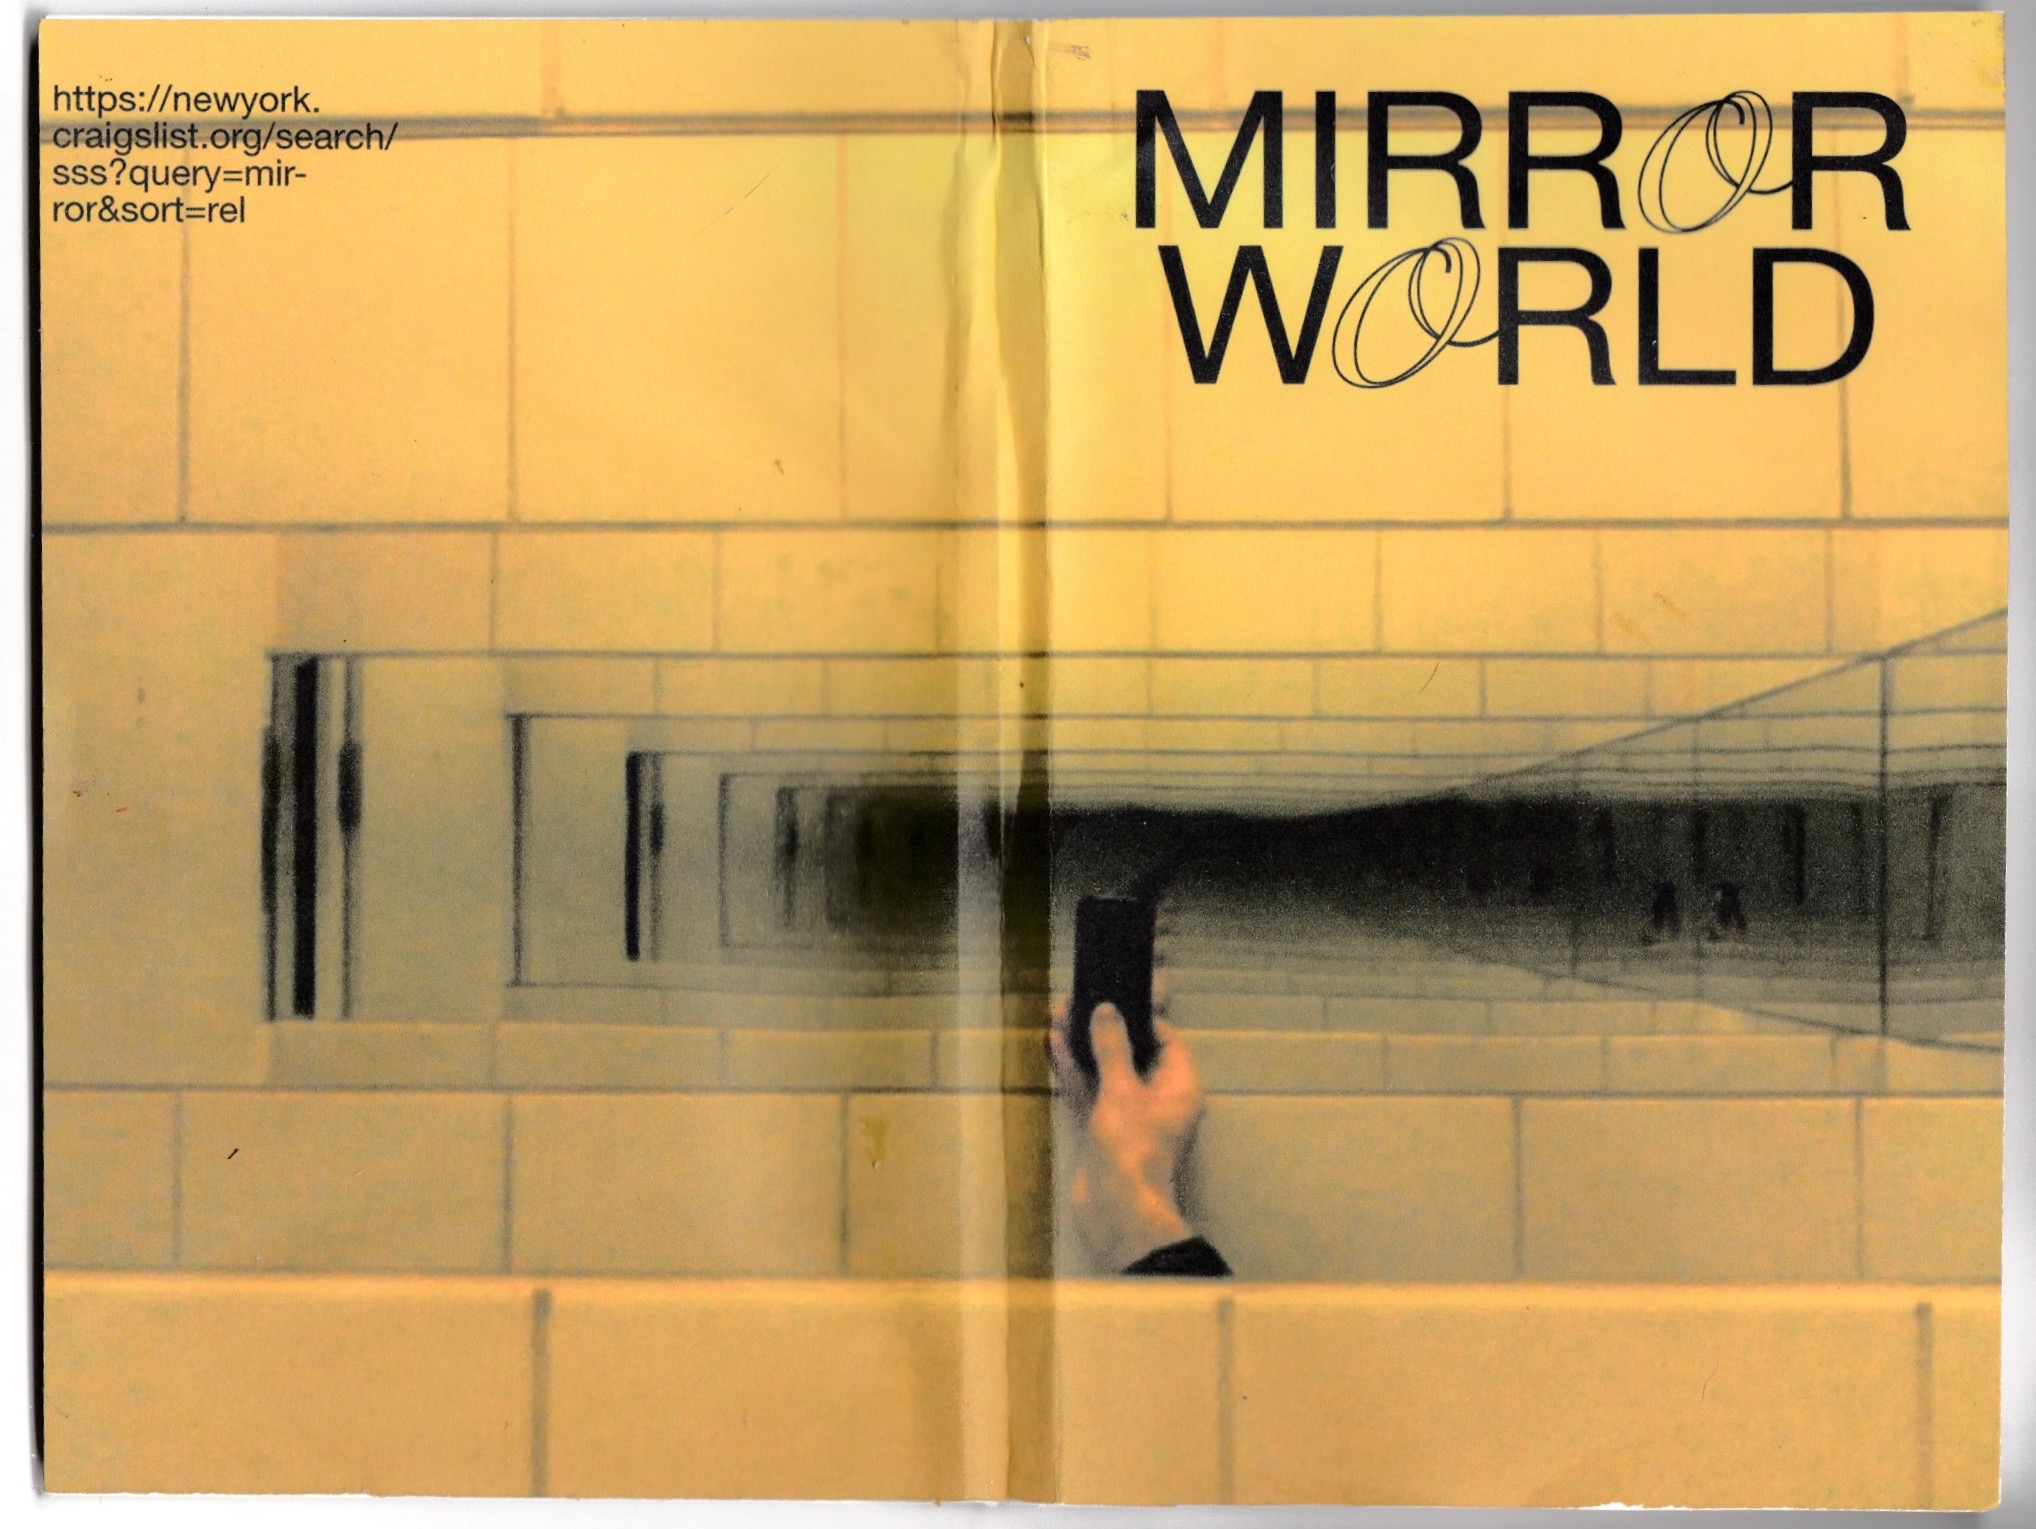 https://newyork.
craigslist.org/search/
sss?query=mir-
ror&sort=rel
MIRROR
WORLD